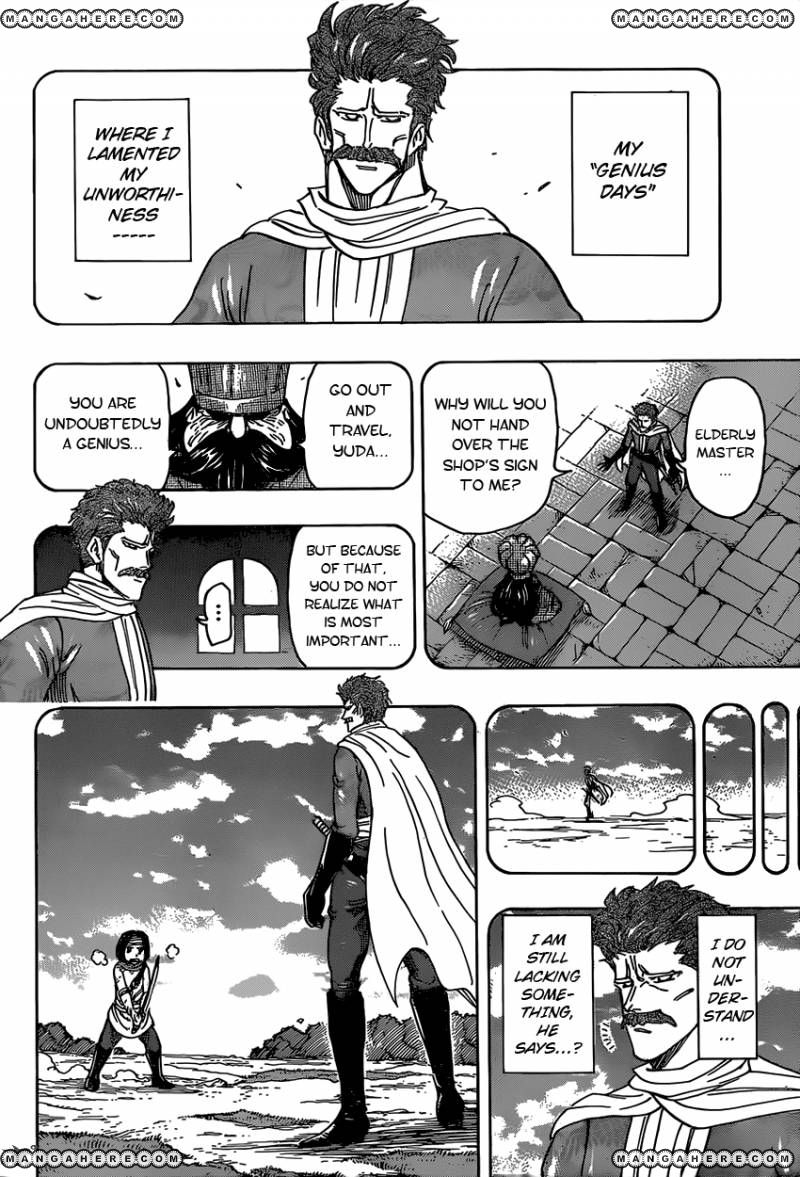 MANGAHERE.COM
MANGAHERE.COM
MY
"GENIUS
DAYS"
WHERE I
LAMENTED
MY
UNWORTHI-
NESS
-----
ELDERLY
MASTER
...
WHY WILL YOU
NOT HAND
OVER THE
SHOP'S SIGN
TO ME?
GO OUT
AND
TRAVEL,
YUDA...
YOU ARE
UNDOUBTEDLY
A GENIUS...
BUT BECAUSE
OF THAT,
YOU DO NOT
REALIZE WHAT
IS MOST
IMPORTANT...
...
I DO
NOT
UN-
DER-
STAND
...
I AM
STILL
LACKING
SOME-
THING,
HE
SAYS...?
MANGAHERE.COM
MANGAHERE.COM